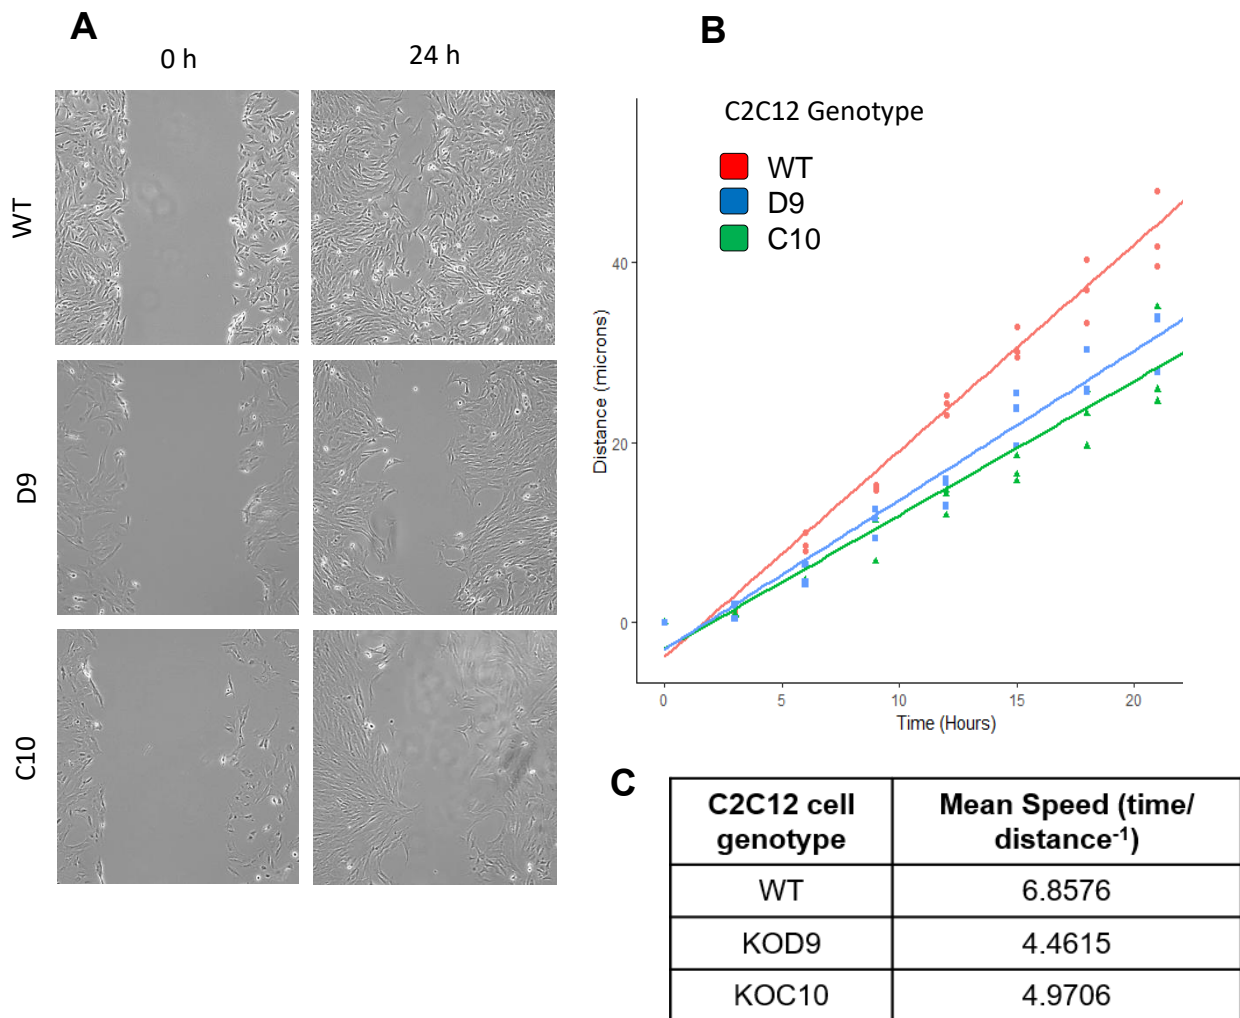 A
0 h
24 h
WT
D9
C10
B
C2C12 Genotype
WT
D9
C10
Distance (microns)
40
20
0
0 5 10 15 20
Time (Hours)
C
C2C12 cell genotype
Mean Speed (time/ distance⁻¹)
WT 6.8576
KOD9 4.4615
KOC10 4.9706